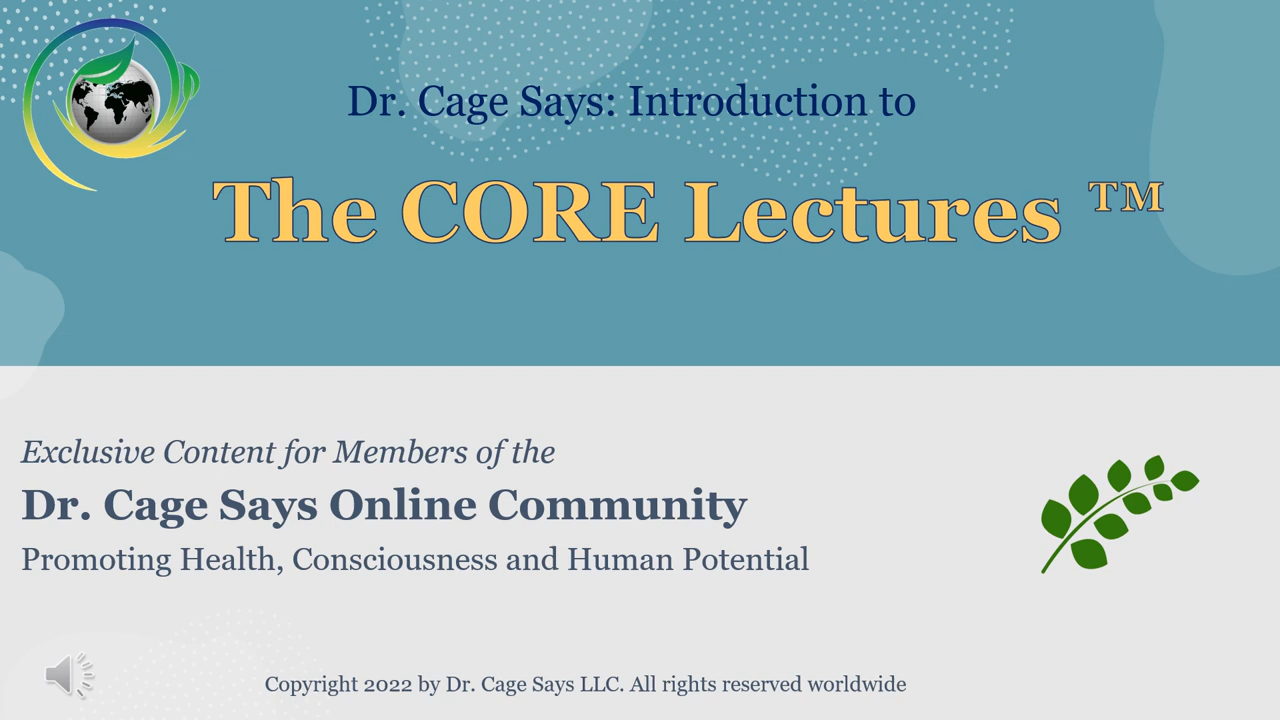 Dr. Cage Says: Introduction to
The CORE Lectures ™
Exclusive Content for Members of the
Dr. Cage Says Online Community
Promoting Health, Consciousness and Human Potential
Copyright 2022 by Dr. Cage Says LLC. All rights reserved worldwide